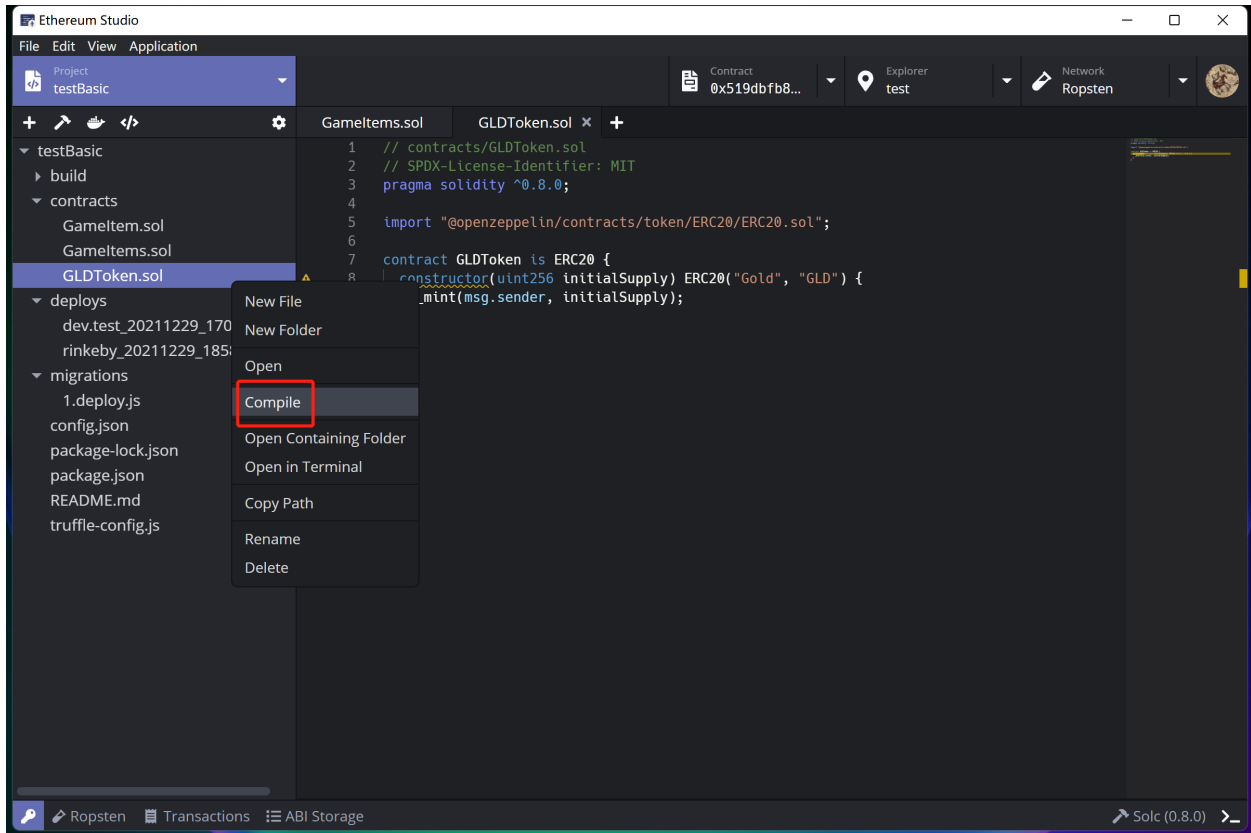 Ethereum Studio
File Edit View Application
Project
testBasic
Contract
0x519dbfb8...
Explorer
test
Network
Ropsten
GameItems.sol
GLDToken.sol
testBasic
build
contracts
GameItem.sol
GameItems.sol
GLDToken.sol
deploys
dev.test_20211229_170
rinkeby_20211229_185
migrations
1.deploy.js
config.json
package-lock.json
package.json
README.md
truffle-config.js
1 // contracts/GLDToken.sol
2 // SPDX-License-Identifier: MIT
3 pragma solidity ^0.8.0;
4
5 import "@openzeppelin/contracts/token/ERC20/ERC20.sol";
6
7 contract GLDToken is ERC20 {
8 constructor(uint256 initialSupply) ERC20("Gold", "GLD") {
_mint(msg.sender, initialSupply);
New File
New Folder
Open
Compile
Open Containing Folder
Open in Terminal
Copy Path
Rename
Delete
Ropsten Transactions ABI Storage
Solc (0.8.0)